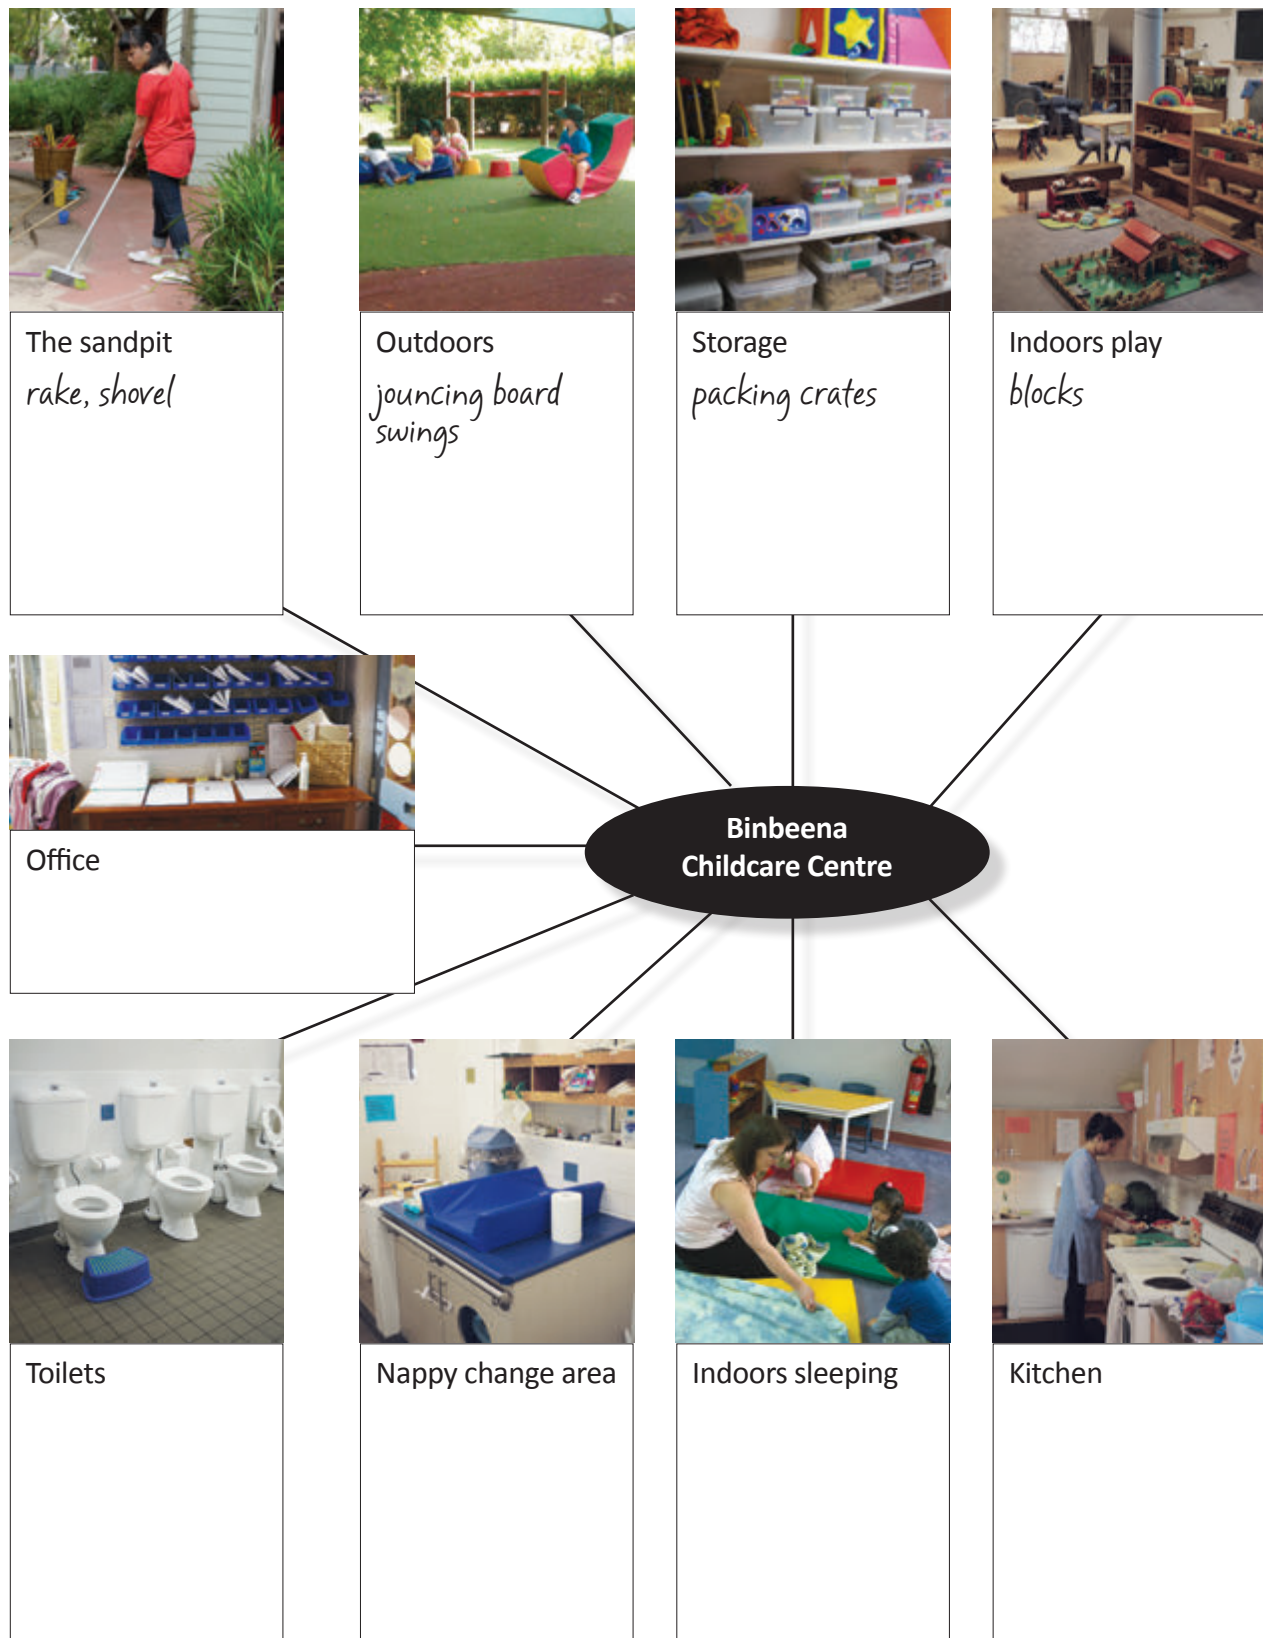 The sandpit
rake, shovel
Outdoors
jouncing board
swings
Storage
packing crates
Indoors play
blocks
Office
Binbeena
Childcare Centre
Toilets
Nappy change area
Indoors sleeping
Kitchen